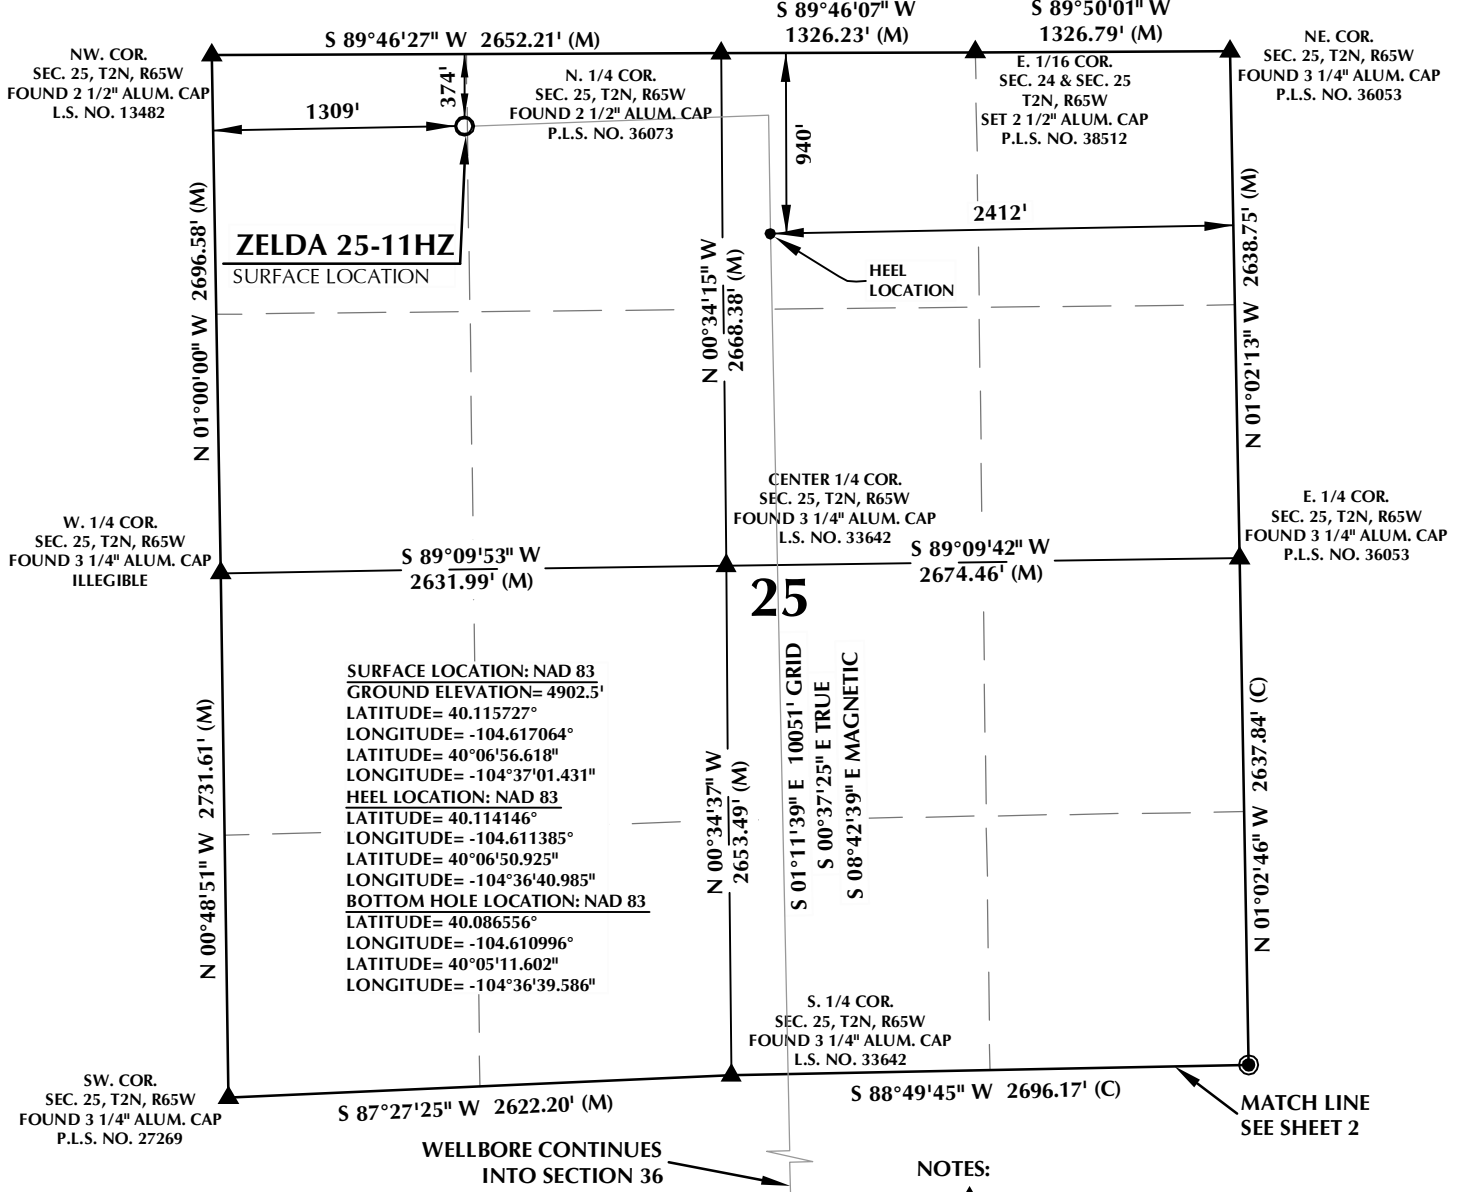 S 89°46'07" W
1326.23' (M)
S 89°50'01" W
1326.79' (M)
S 89°46'27" W 2652.21' (M)
NW. COR.
SEC. 25, T2N, R65W
FOUND 2 1/2" ALUM. CAP
L.S. NO. 13482
374'
1309'
N. 1/4 COR.
SEC. 25, T2N, R65W
FOUND 2 1/2" ALUM. CAP
P.L.S. NO. 36073
940'
E. 1/16 COR.
SEC. 24 & SEC. 25
T2N, R65W
SET 2 1/2" ALUM. CAP
P.L.S. NO. 38512
NE. COR.
SEC. 25, T2N, R65W
FOUND 3 1/4" ALUM. CAP
P.L.S. NO. 36053
N 01°00'00" W 2696.58' (M)
ZELDA 25-11HZ
SURFACE LOCATION
2412'
HEEL
LOCATION
N 00°34'15" W
2668.38' (M)
N 01°02'13" W 2638.75' (M)
CENTER 1/4 COR.
SEC. 25, T2N, R65W
FOUND 3 1/4" ALUM. CAP
L.S. NO. 33642
W. 1/4 COR.
SEC. 25, T2N, R65W
FOUND 3 1/4" ALUM. CAP
ILLEGIBLE
E. 1/4 COR.
SEC. 25, T2N, R65W
FOUND 3 1/4" ALUM. CAP
P.L.S. NO. 36053
S 89°09'53" W
2631.99' (M)
S 89°09'42" W
2674.46' (M)
25
SURFACE LOCATION: NAD 83
GROUND ELEVATION= 4902.5'
LATITUDE= 40.115727°
LONGITUDE= -104.617064°
LATITUDE= 40°06'56.618"
LONGITUDE= -104°37'01.431"
HEEL LOCATION: NAD 83
LATITUDE= 40.114146°
LONGITUDE= -104.611385°
LATITUDE= 40°06'50.925"
LONGITUDE= -104°36'40.985"
BOTTOM HOLE LOCATION: NAD 83
LATITUDE= 40.086556°
LONGITUDE= -104.610996°
LATITUDE= 40°05'11.602"
LONGITUDE= -104°36'39.586"
N 00°48'51" W 2731.61' (M)
N 00°34'37" W
2653.49' (M)
S 01°11'39" E 10051' GRID
S 00°37'25" E TRUE
S 08°42'39" E MAGNETIC
N 01°02'46" W 2637.84' (C)
S. 1/4 COR.
SEC. 25, T2N, R65W
FOUND 3 1/4" ALUM. CAP
L.S. NO. 33642
SW. COR.
SEC. 25, T2N, R65W
FOUND 3 1/4" ALUM. CAP
P.L.S. NO. 27269
S 87°27'25" W 2622.20' (M)
S 88°49'45" W 2696.17' (C)
MATCH LINE
SEE SHEET 2
WELLBORE CONTINUES
INTO SECTION 36
NOTES: